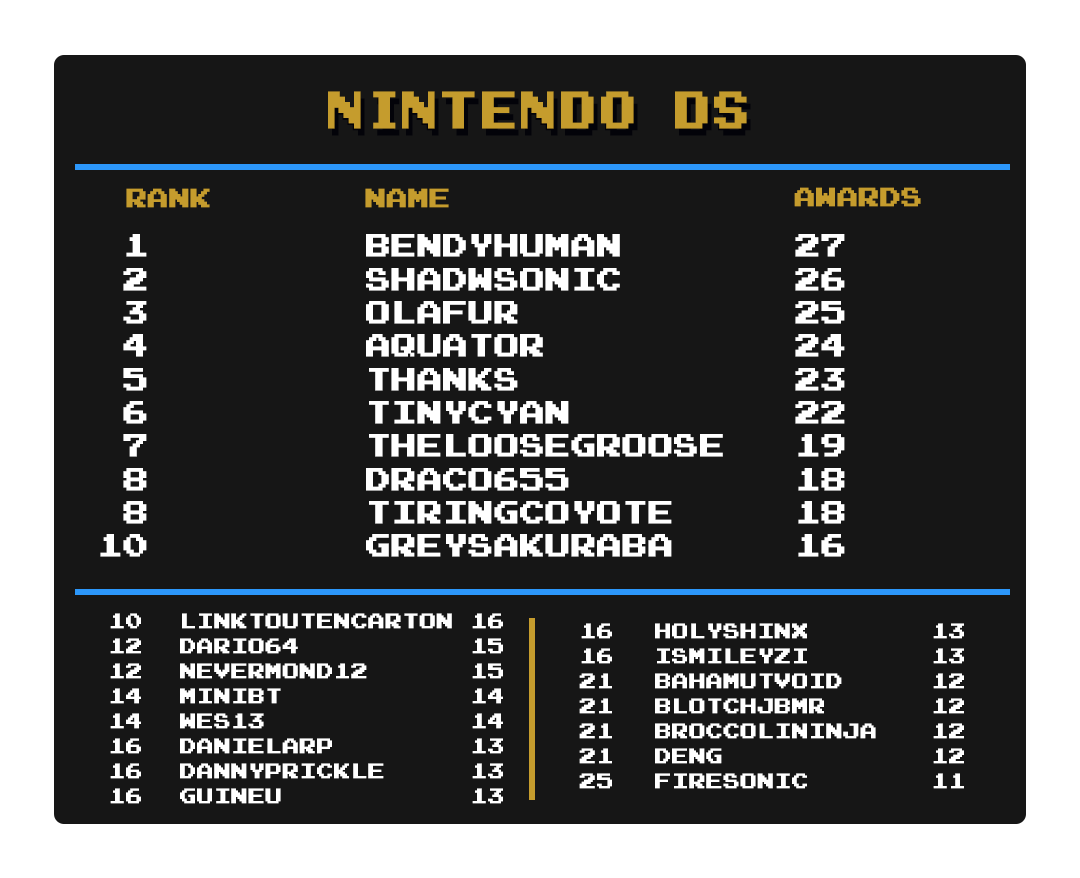 NINTENDO DS
RANK NAME AWARDS
1 BENDYHUMAN 27
2 SHADWSONIC 26
3 OLAFUR 25
4 AQUATOR 24
5 THANKS 23
6 TINYCYAN 22
7 THELOOSEGROOSE 19
8 DRACO655 18
8 TIRINGCOYOTE 18
10 GREYSAKURABA 16
10 LINKTOUTENCARTON 16
12 DARIO64 15
12 NEVERMOND12 15
14 MINIBT 14
14 WES13 14
16 DANIELARP 13
16 DANNYPRICKLE 13
16 GUINEU 13
16 HOLYSHINX 13
16 ISMILEYZI 13
21 BAHAMUTVOID 12
21 BLOTCHJBMR 12
21 BROCCOLININJA 12
21 DENG 12
25 FIRESONIC 11